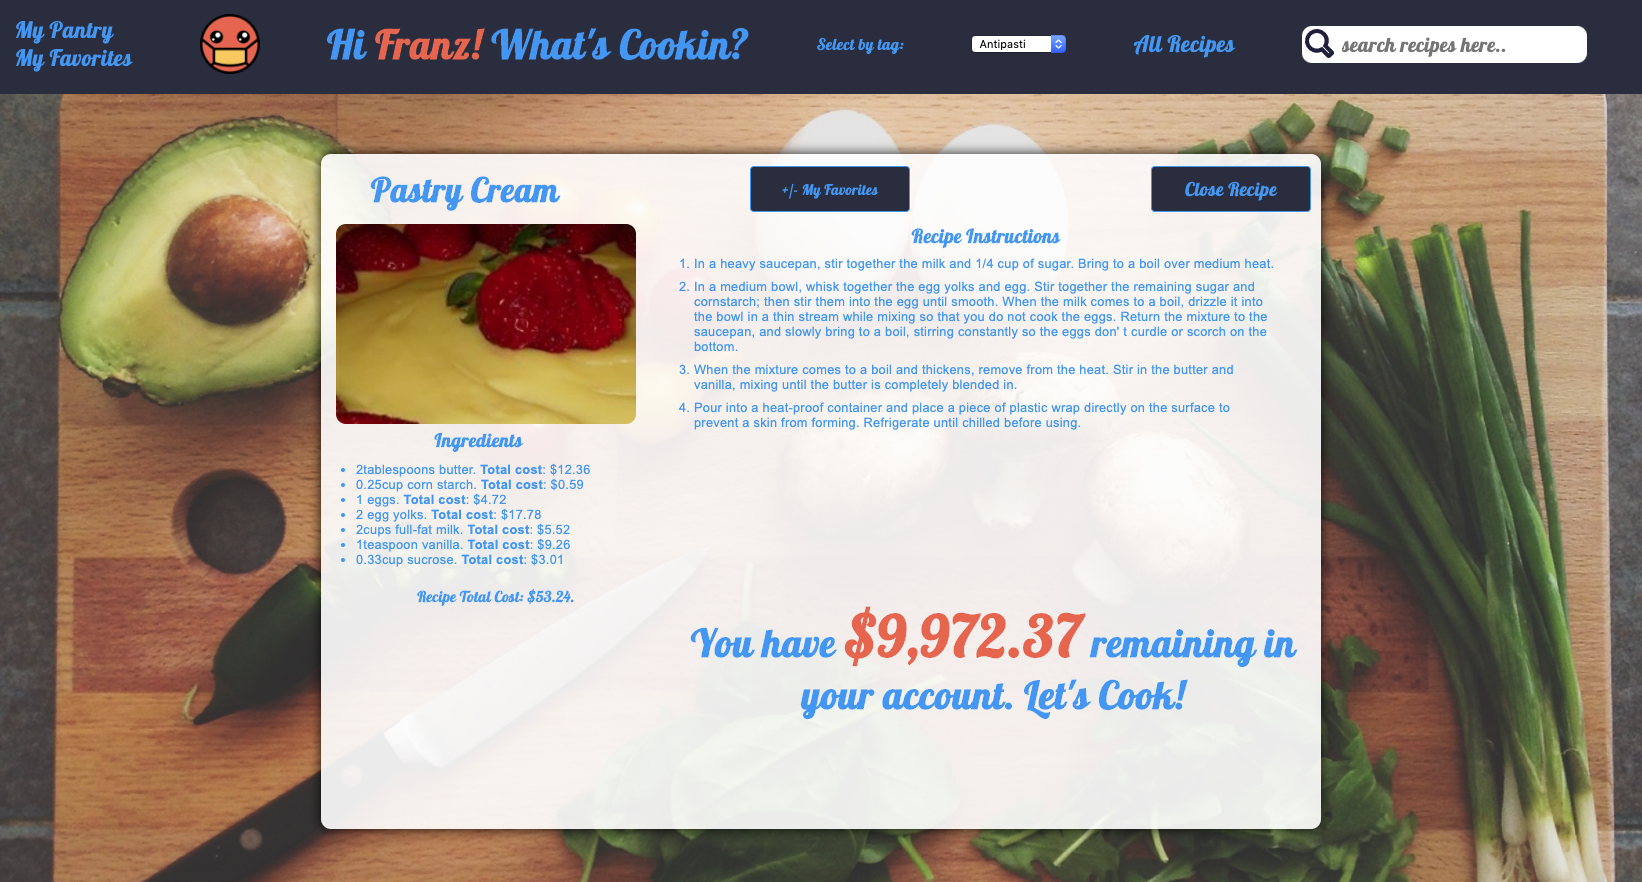 My Pantry
My Favorites
Hi Franz! What's Cookin?
Select by tag:
Antipasti
All Recipes
search recipes here..
Pastry Cream
+/- My Favorites
Close Recipe
Recipe Instructions
1. In a heavy saucepan, stir together the milk and 1/4 cup of sugar. Bring to a boil over medium heat.
2. In a medium bowl, whisk together the egg yolks and egg. Stir together the remaining sugar and
cornstarch; then stir them into the egg until smooth. When the milk comes to a boil, drizzle it into
the bowl in a thin stream while mixing so that you do not cook the eggs. Return the mixture to the
saucepan, and slowly bring to a boil, stirring constantly so the eggs don' t curdle or scorch on the
bottom.
3. When the mixture comes to a boil and thickens, remove from the heat. Stir in the butter and
vanilla, mixing until the butter is completely blended in.
4. Pour into a heat-proof container and place a piece of plastic wrap directly on the surface to
prevent a skin from forming. Refrigerate until chilled before using.
Ingredients
• 2tablespoons butter. Total cost: $12.36
• 0.25cup corn starch. Total cost: $0.59
• 1 eggs. Total cost: $4.72
• 2 egg yolks. Total cost: $17.78
• 2cups full-fat milk. Total cost: $5.52
• 1teaspoon vanilla. Total cost: $9.26
• 0.33cup sucrose. Total cost: $3.01
Recipe Total Cost: $53.24.
You have $9,972.37 remaining in
your account. Let's Cook!